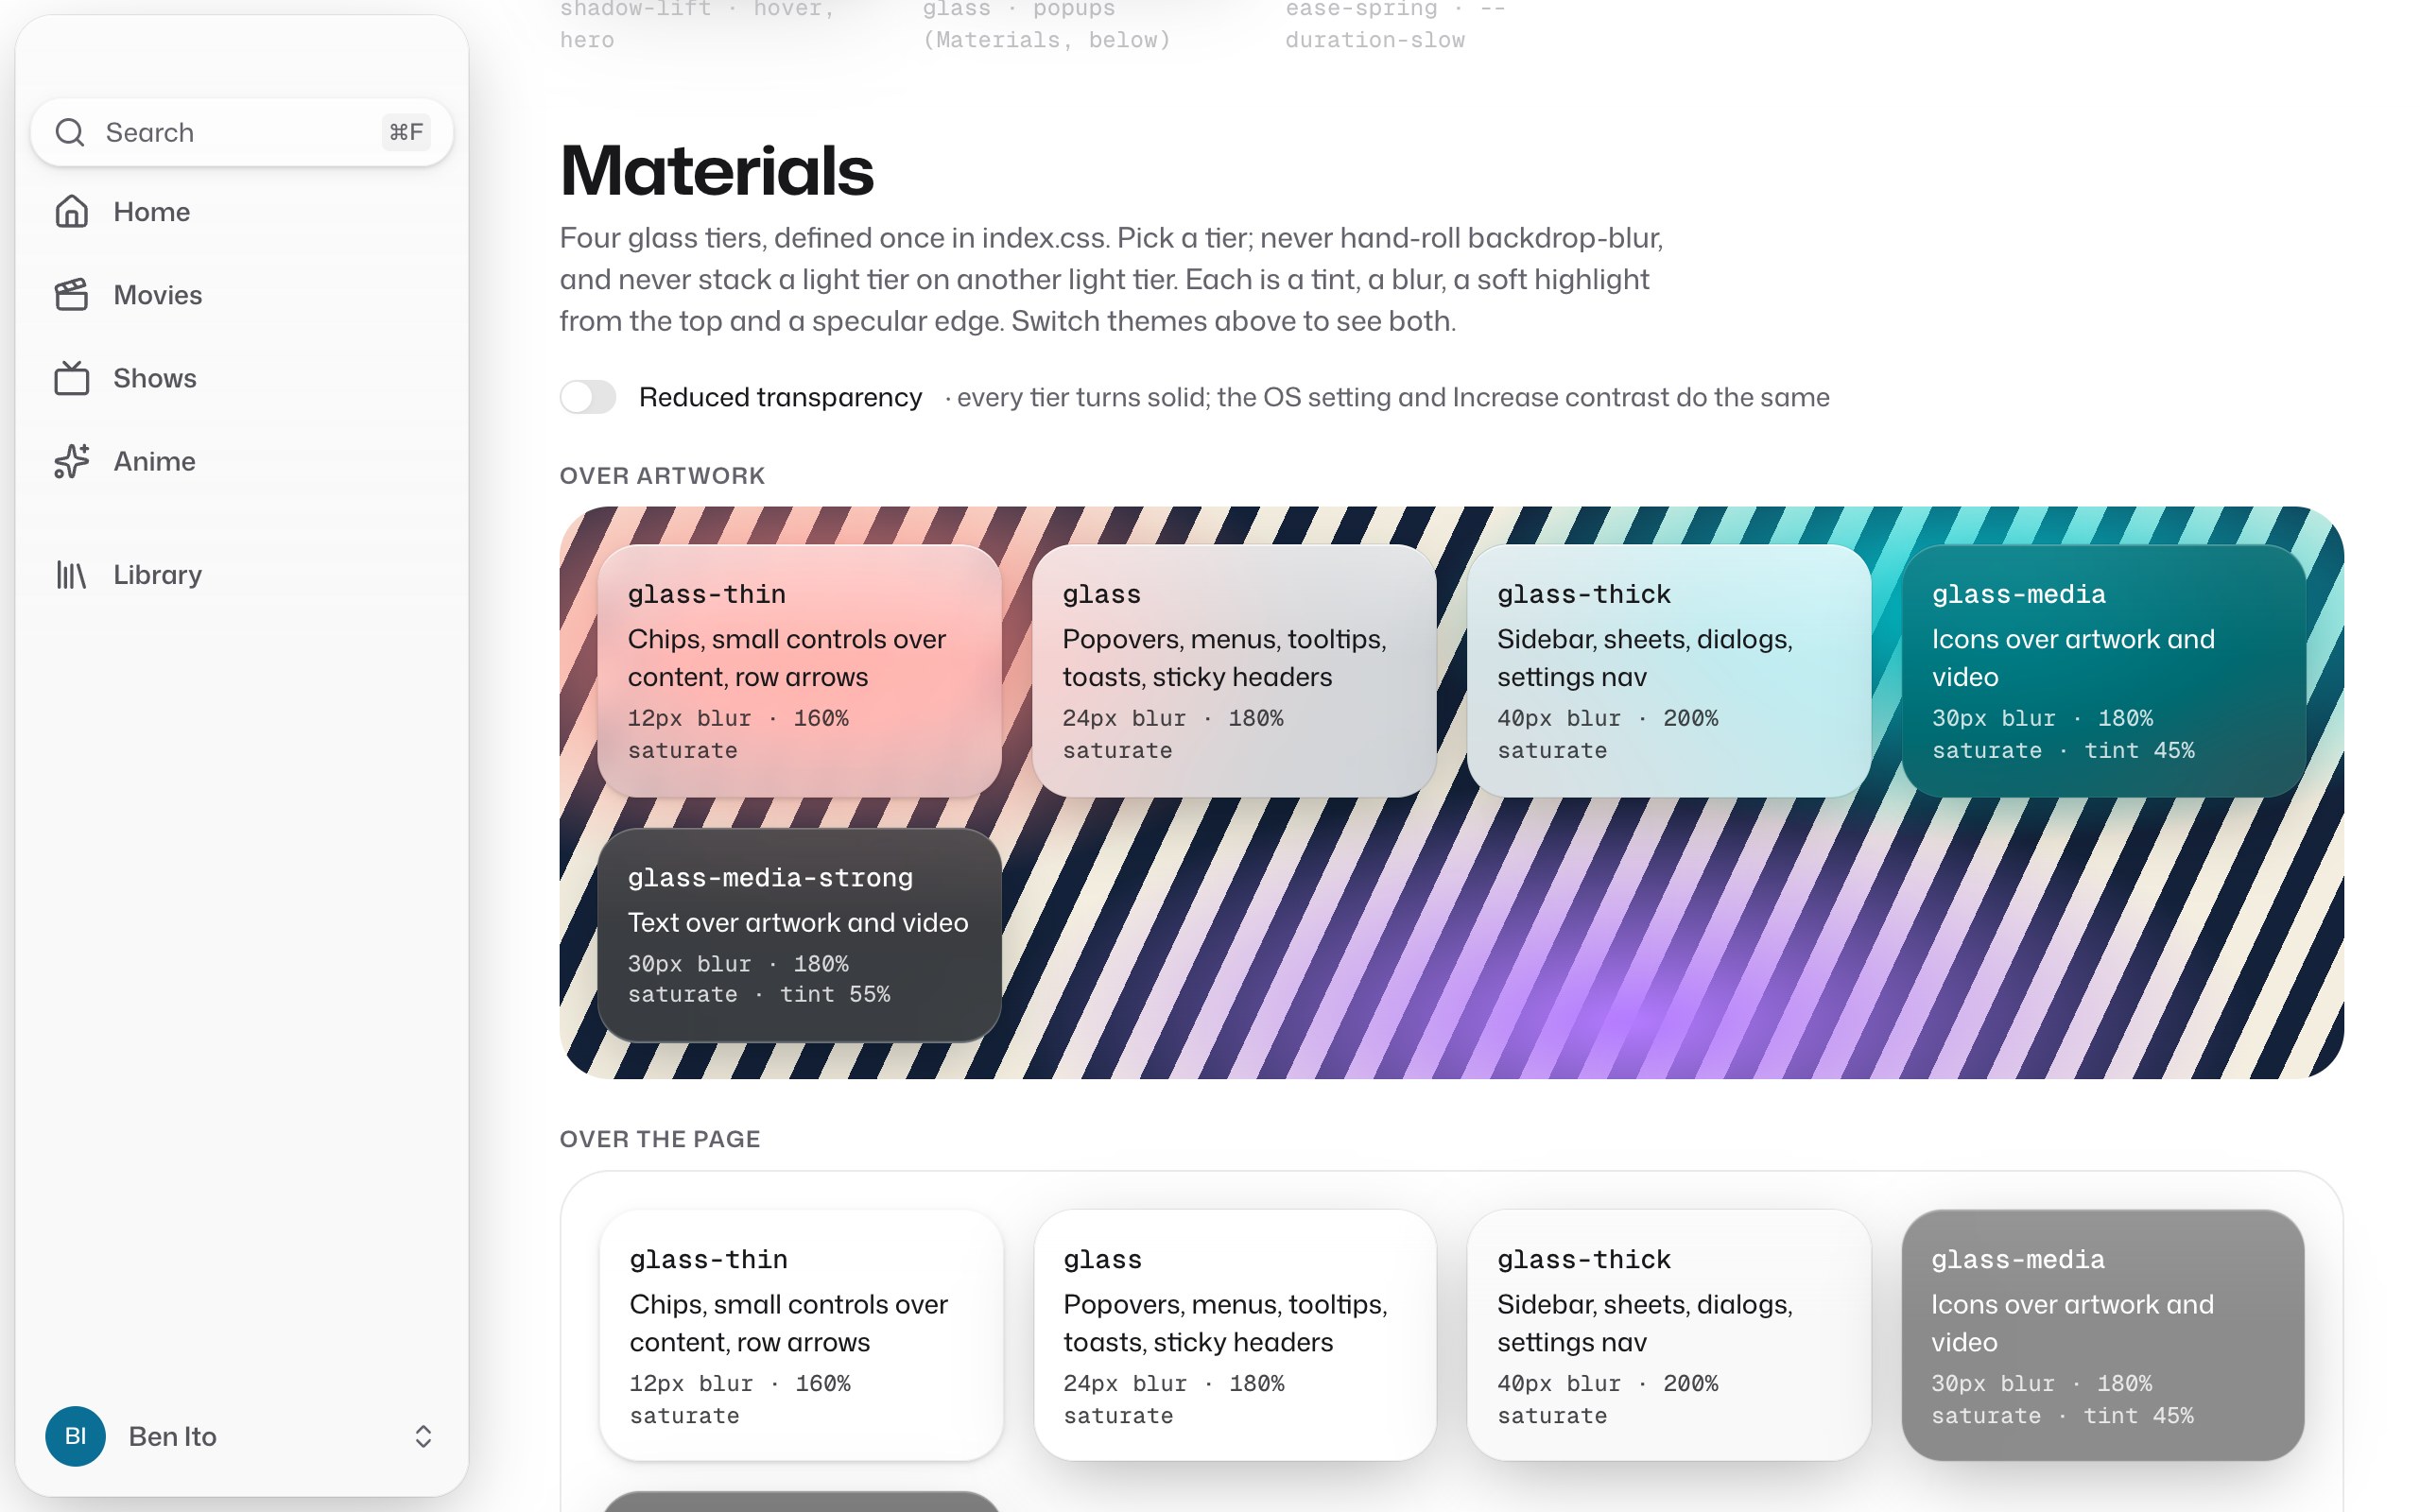 Search ⌘F
Home
Movies
Shows
Anime
Library
BI Ben Ito
shadow-lift · hover,
hero
glass · popups
(Materials, below)
ease-spring · --
duration-slow
Materials
Four glass tiers, defined once in index.css. Pick a tier; never hand-roll backdrop-blur,
and never stack a light tier on another light tier. Each is a tint, a blur, a soft highlight
from the top and a specular edge. Switch themes above to see both.
Reduced transparency · every tier turns solid; the OS setting and Increase contrast do the same
OVER ARTWORK
glass-thin
Chips, small controls over
content, row arrows
12px blur · 160%
saturate
glass
Popovers, menus, tooltips,
toasts, sticky headers
24px blur · 180%
saturate
glass-thick
Sidebar, sheets, dialogs,
settings nav
40px blur · 200%
saturate
glass-media
Icons over artwork and
video
30px blur · 180%
saturate · tint 45%
glass-media-strong
Text over artwork and video
30px blur · 180%
saturate · tint 55%
OVER THE PAGE
glass-thin
Chips, small controls over
content, row arrows
12px blur · 160%
saturate
glass
Popovers, menus, tooltips,
toasts, sticky headers
24px blur · 180%
saturate
glass-thick
Sidebar, sheets, dialogs,
settings nav
40px blur · 200%
saturate
glass-media
Icons over artwork and
video
30px blur · 180%
saturate · tint 45%